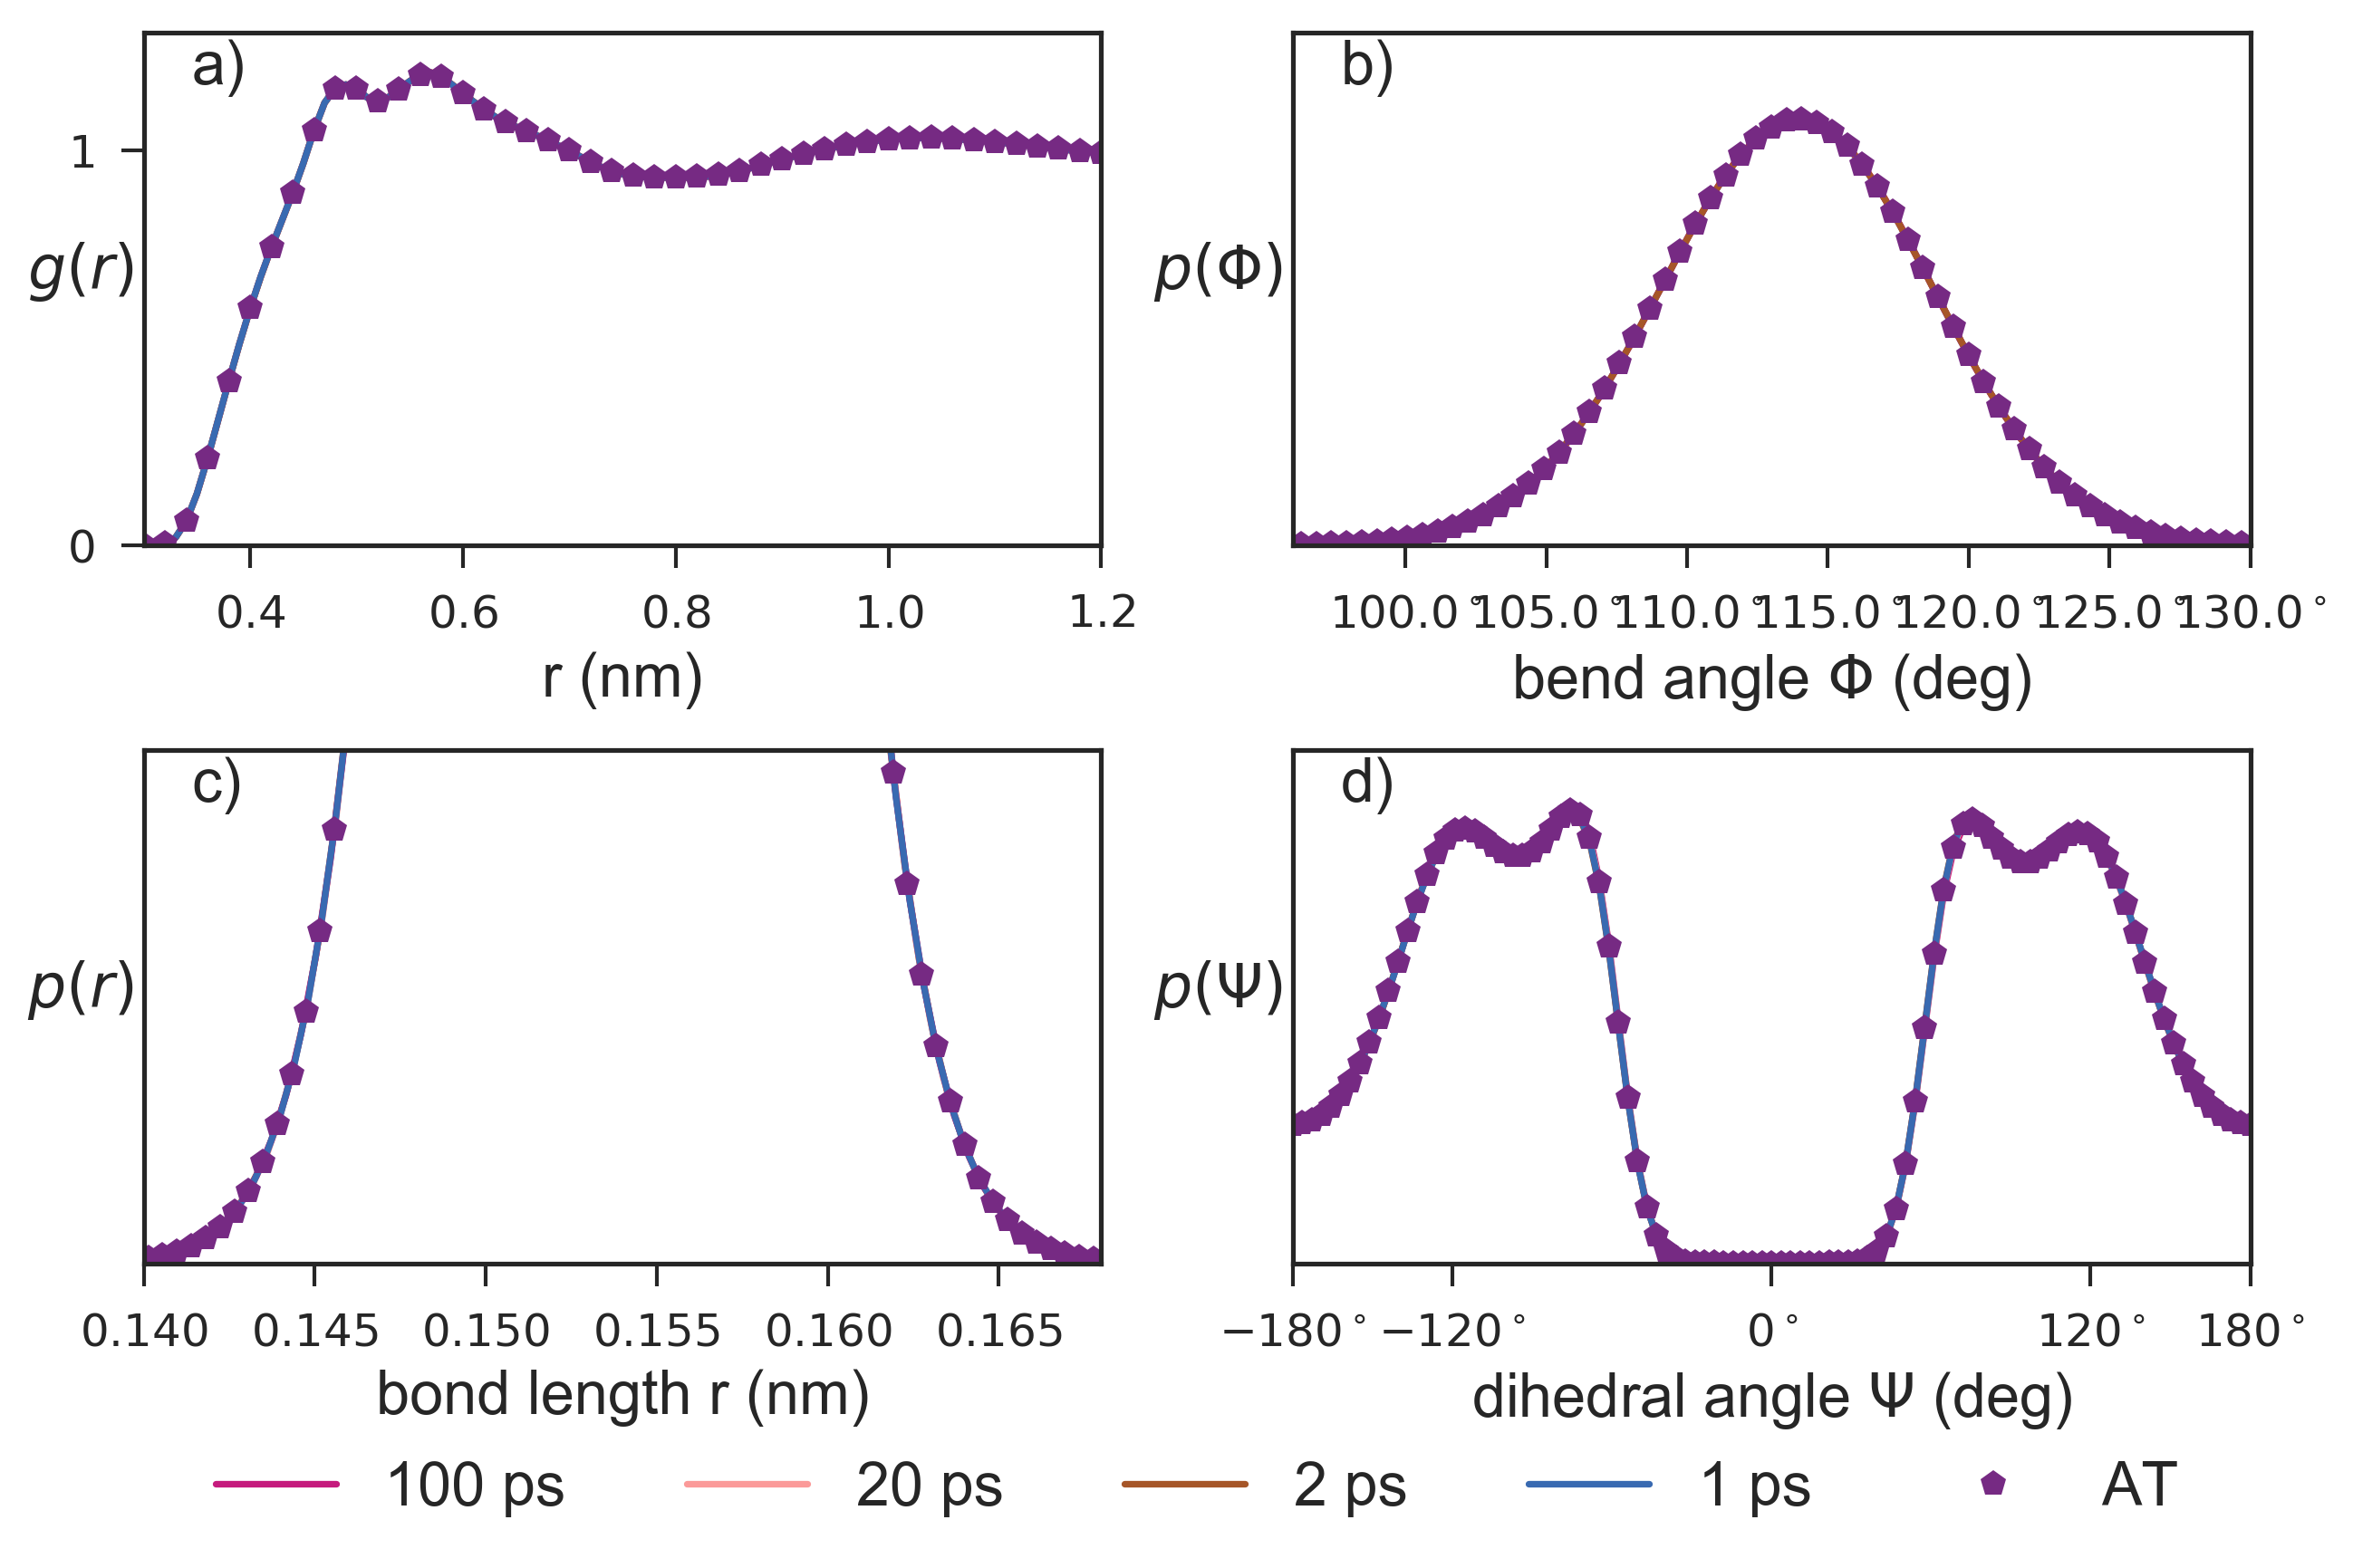 a)
1
g(r)
0
0.4 0.6 0.8 1.0 1.2
r (nm)
b)
p(Φ)
100.0° 105.0° 110.0° 115.0° 120.0° 125.0° 130.0°
bend angle Φ (deg)
c)
p(r)
0.140 0.145 0.150 0.155 0.160 0.165
bond length r (nm)
d)
p(Ψ)
−180° −120° 0° 120° 180°
dihedral angle Ψ (deg)
100 ps 20 ps 2 ps 1 ps AT